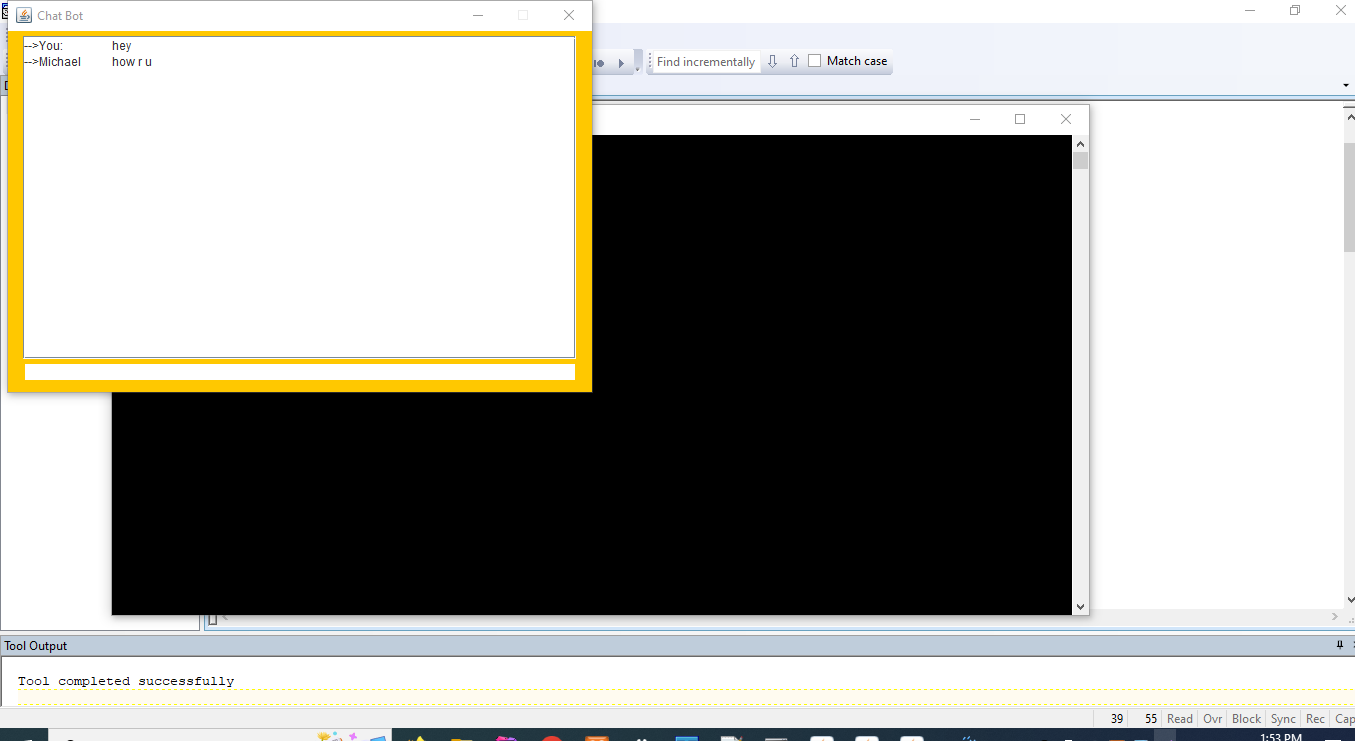 Chat Bot
-->You: hey
-->Michael how r u
Find incrementally
Match case
Tool Output
Tool completed successfully
39 55 Read Ovr Block Sync Rec Cap
1:53 PM